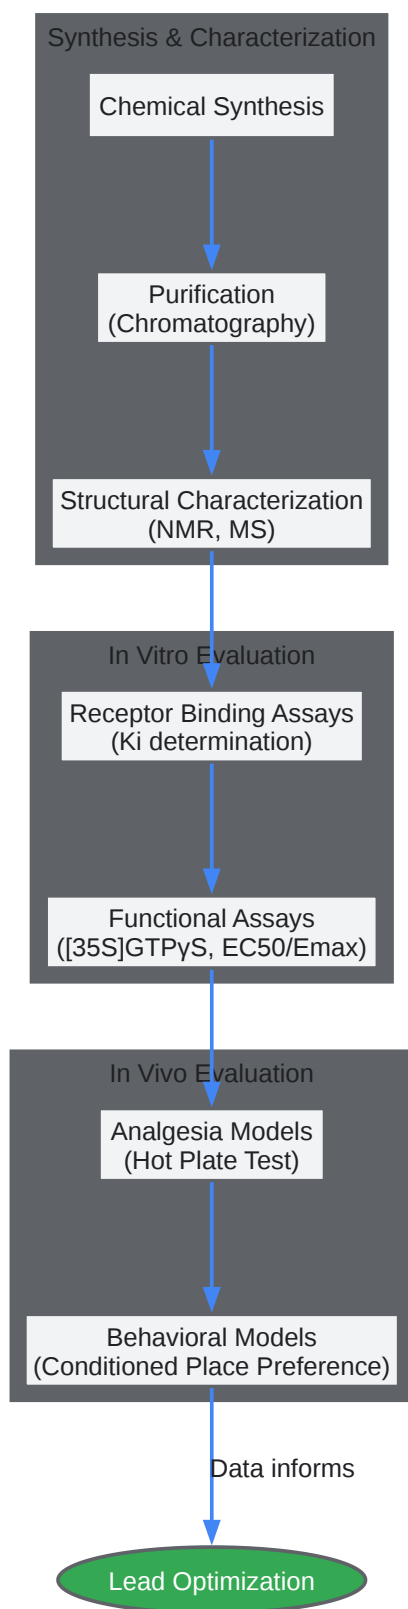 Synthesis & Characterization
Chemical Synthesis
Purification
(Chromatography)
Structural Characterization
(NMR, MS)
In Vitro Evaluation
Receptor Binding Assays
(Ki determination)
Functional Assays
([35S]GTPγS, EC50/Emax)
In Vivo Evaluation
Analgesia Models
(Hot Plate Test)
Behavioral Models
(Conditioned Place Preference)
Data informs
Lead Optimization